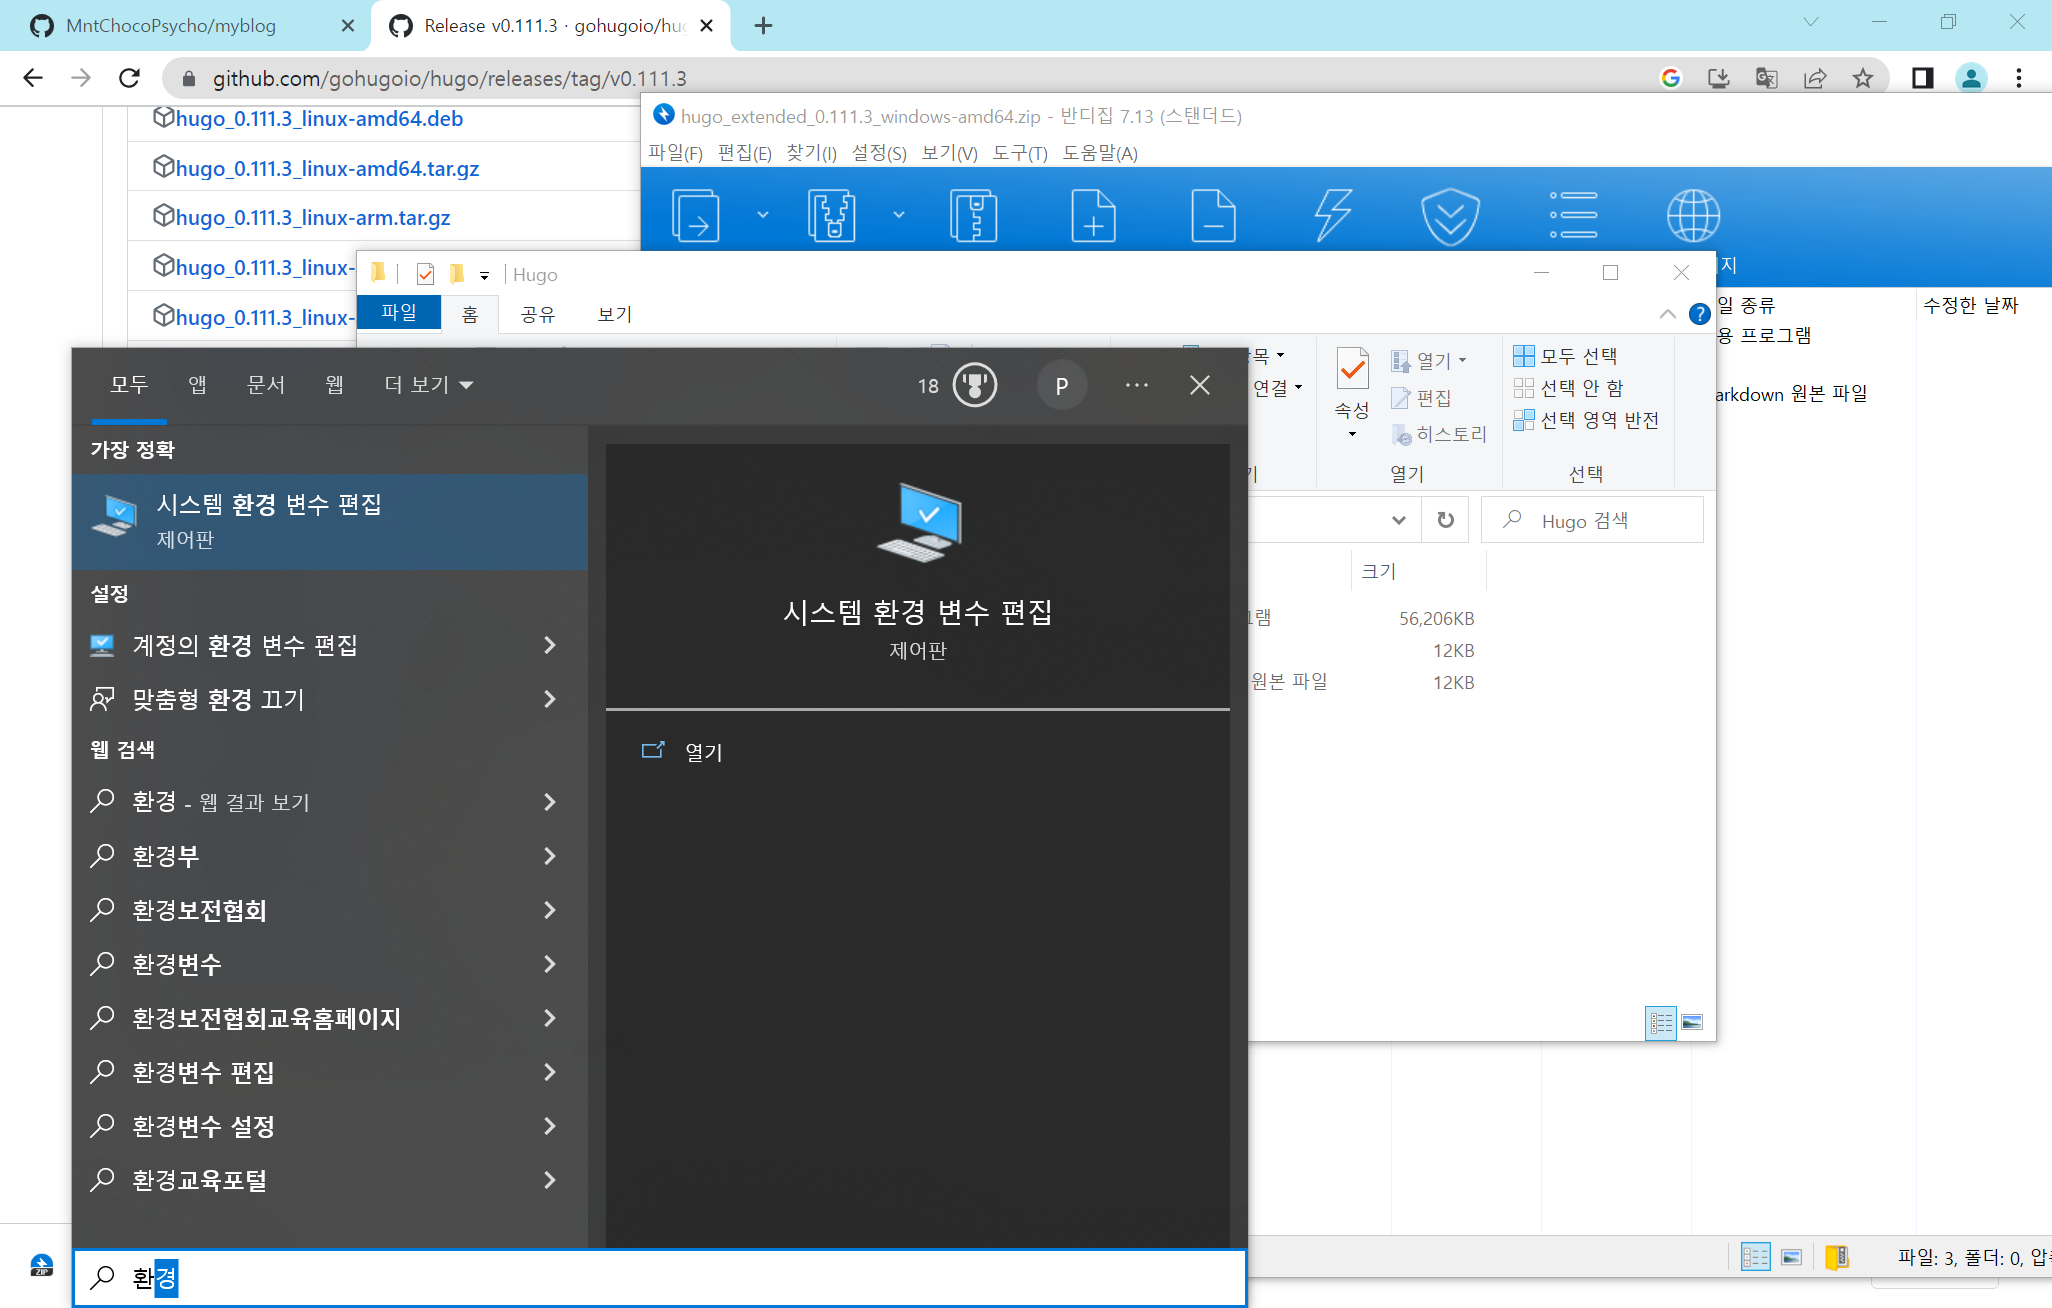 MntChocoPsycho/myblog
Release v0.111.3 · gohugoio/hug
github.com/gohugoio/hugo/releases/tag/v0.111.3
hugo_0.111.3_linux-amd64.deb
hugo_0.111.3_linux-amd64.tar.gz
hugo_0.111.3_linux-arm.tar.gz
hugo_0.111.3_linux-
hugo_0.111.3_linux-
hugo_extended_0.111.3_windows-amd64.zip - 반디집 7.13 (스탠더드)
파일(F) 편집(E) 찾기(I) 설정(S) 보기(V) 도구(T) 도움말(A)
지
일 종류
수정한 날짜
용 프로그램
arkdown 원본 파일
Hugo
파일 홈 공유 보기
항목
연결
속성
열기
편집
히스토리
열기
모두 선택
선택 안 함
선택 영역 반전
선택
Hugo 검색
크기
그램 56,206KB
12KB
원본 파일 12KB
모두 앱 문서 웹 더 보기
18
P
가장 정확
시스템 환경 변수 편집
제어판
설정
계정의 환경 변수 편집
맞춤형 환경 끄기
웹 검색
환경 - 웹 결과 보기
환경부
환경보전협회
환경변수
환경보전협회교육홈페이지
환경변수 편집
환경변수 설정
환경교육포털
시스템 환경 변수 편집
제어판
열기
ZIP
환경
파일: 3, 폴더: 0, 압